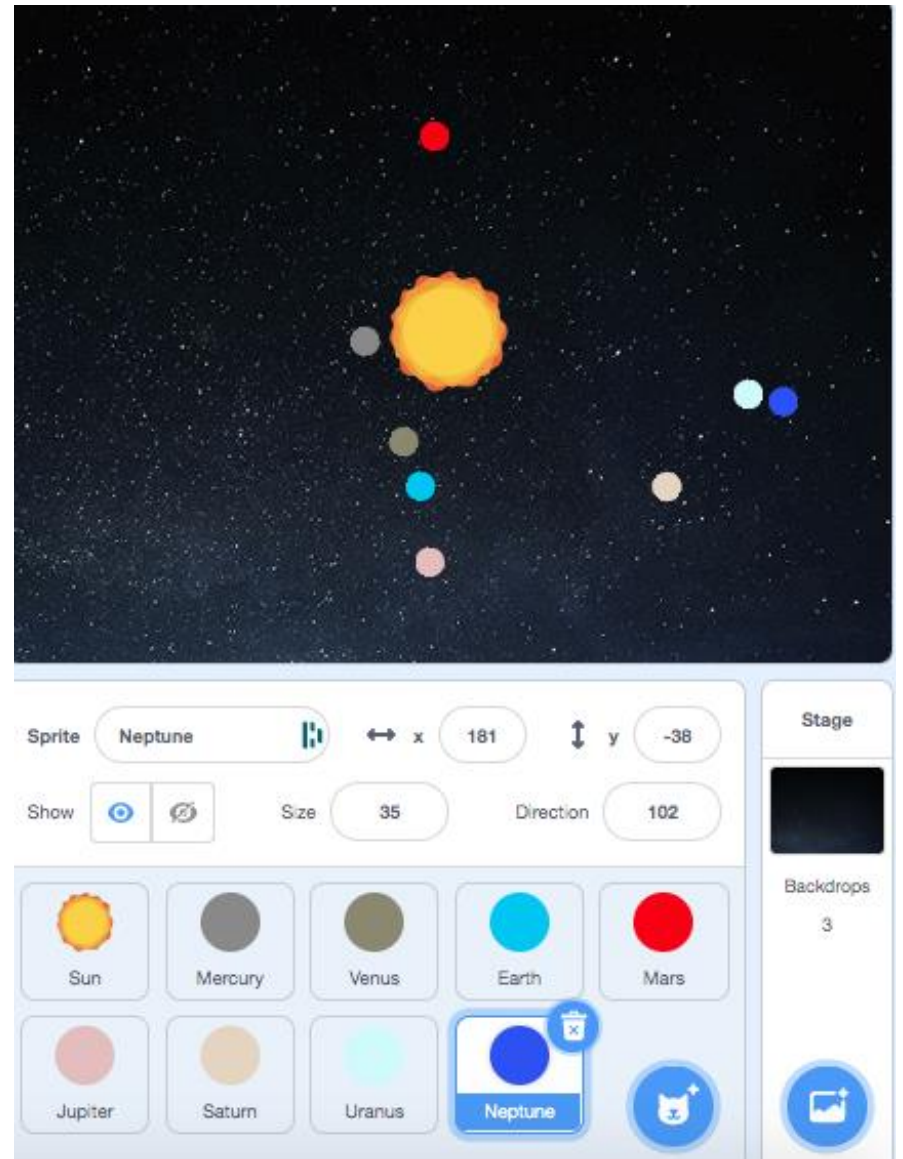 Sprite Neptune x 181 y -38
Stage
Show Size 35 Direction 102
Backdrops
3
Sun Mercury Venus Earth Mars
Jupiter Saturn Uranus Neptune